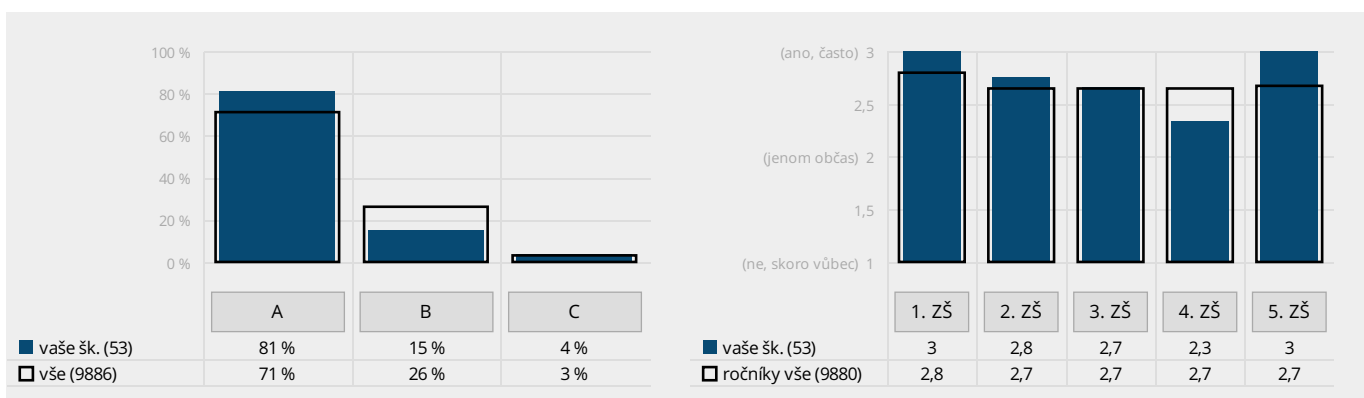 100 %
80 %
60 %
40 %
20 %
0 %
A B C
vaše šk. (53) 81 % 15 % 4 %
vše (9886) 71 % 26 % 3 %
(ano, často) 3
2,5
(jenom občas) 2
1,5
(ne, skoro vůbec) 1
1. ZŠ 2. ZŠ 3. ZŠ 4. ZŠ 5. ZŠ
vaše šk. (53) 3 2,8 2,7 2,3 3
ročníky vše (9880) 2,8 2,7 2,7 2,7 2,7